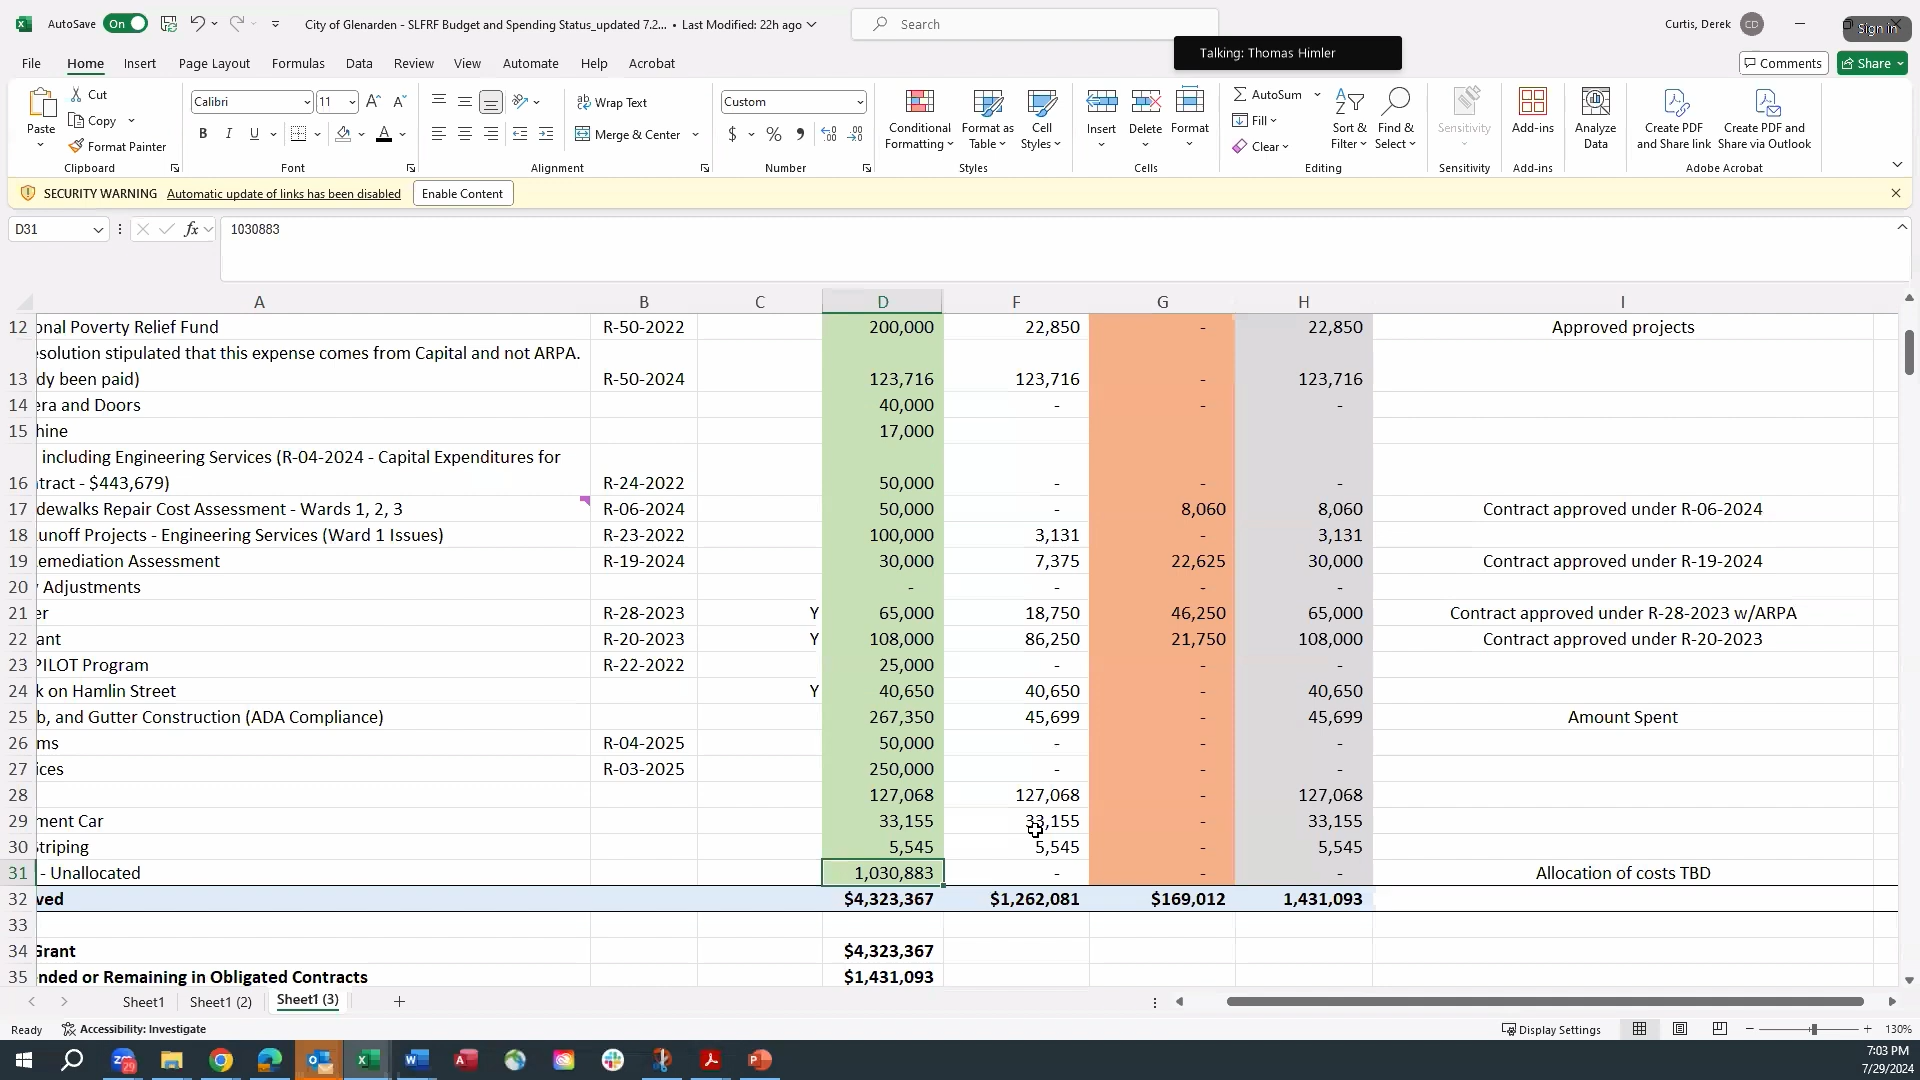 AutoSave On City of Glenarden - SLFRF Budget and Spending Status_updated 7.2... • Last Modified: 22h ago Search Curtis, Derek CD Sign in
Talking: Thomas Himler
File Home Insert Page Layout Formulas Data Review View Automate Help Acrobat Comments Share
Paste Cut Copy Format Painter Clipboard
Calibri 11 B I U Font
Wrap Text Merge & Center Alignment
Custom $ % Number
Conditional Formatting Format as Table Cell Styles Styles
Insert Delete Format Cells
AutoSum Fill Clear Sort & Filter Find & Select Editing
Sensitivity Sensitivity
Add-ins Add-ins
Analyze Data
Create PDF and Share link Create PDF and Share via Outlook Adobe Acrobat
SECURITY WARNING Automatic update of links has been disabled Enable Content
D31 fx 1030883
A B C D F G H I
12 onal Poverty Relief Fund R-50-2022 200,000 22,850 - 22,850 Approved projects
esolution stipulated that this expense comes from Capital and not ARPA.
13 dy been paid) R-50-2024 123,716 123,716 - 123,716
14 era and Doors 40,000 - - -
15 hine 17,000
including Engineering Services (R-04-2024 - Capital Expenditures for
16 tract - $443,679) R-24-2022 50,000 - - -
17 dewalks Repair Cost Assessment - Wards 1, 2, 3 R-06-2024 50,000 - 8,060 8,060 Contract approved under R-06-2024
18 unoff Projects - Engineering Services (Ward 1 Issues) R-23-2022 100,000 3,131 3,131
19 emediation Assessment R-19-2024 30,000 7,375 22,625 30,000 Contract approved under R-19-2024
20 Adjustments - - - -
21 er R-28-2023 Y 65,000 18,750 46,250 65,000 Contract approved under R-28-2023 w/ARPA
22 ant R-20-2023 Y 108,000 86,250 21,750 108,000 Contract approved under R-20-2023
23 PILOT Program R-22-2022 25,000 - - -
24 k on Hamlin Street Y 40,650 40,650 - 40,650
25 b, and Gutter Construction (ADA Compliance) 267,350 45,699 - 45,699 Amount Spent
26 ms R-04-2025 50,000 - - -
27 ices R-03-2025 250,000 - - -
28 127,068 127,068 - 127,068
29 ment Car 33,155 33,155 - 33,155
30 Striping 5,545 5,545 - 5,545
31 - Unallocated 1,030,883 - - - Allocation of costs TBD
32 ved $4,323,367 $1,262,081 $169,012 1,431,093
33
34 Grant $4,323,367
35 nded or Remaining in Obligated Contracts $1,431,093
Sheet1 Sheet1 (2) Sheet1 (3)
Ready Accessibility: Investigate Display Settings 130%
7:03 PM
7/29/2024